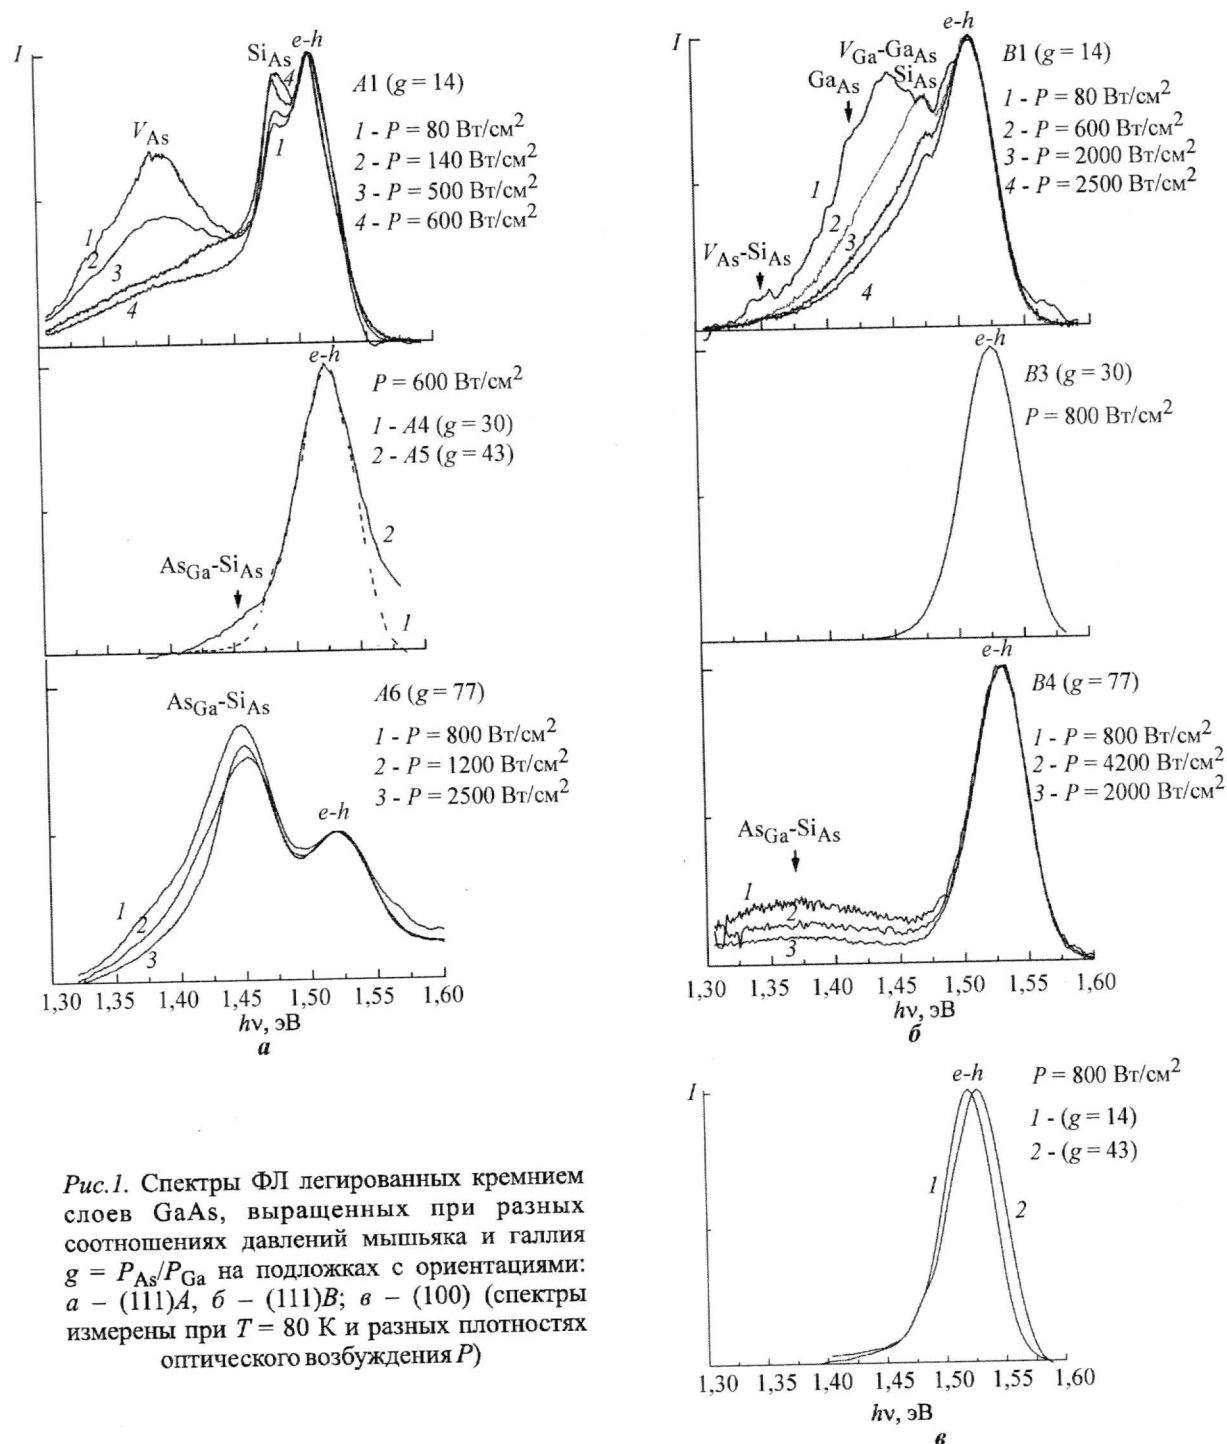 I
e-h
Si_As
4
V_As
A1 (g = 14)
1 - P = 80 Вт/см²
2 - P = 140 Вт/см²
3 - P = 500 Вт/см²
4 - P = 600 Вт/см²
1
1
2
3
4
e-h
P = 600 Вт/см²
1 - A4 (g = 30)
2 - A5 (g = 43)
2
As_Ga-Si_As
1
As_Ga-Si_As
A6 (g = 77)
1 - P = 800 Вт/см²
2 - P = 1200 Вт/см²
3 - P = 2500 Вт/см²
e-h
1
2
3
1,30 1,35 1,40 1,45 1,50 1,55 1,60
hν, эВ
а
I
e-h
V_Ga-Ga_As
Ga_As
Si_As
B1 (g = 14)
1 - P = 80 Вт/см²
2 - P = 600 Вт/см²
3 - P = 2000 Вт/см²
4 - P = 2500 Вт/см²
1
2
3
V_As-Si_As
4
e-h
B3 (g = 30)
P = 800 Вт/см²
e-h
B4 (g = 77)
1 - P = 800 Вт/см²
2 - P = 4200 Вт/см²
3 - P = 2000 Вт/см²
As_Ga-Si_As
1
2
3
1,30 1,35 1,40 1,45 1,50 1,55 1,60
hν, эВ
б
I
e-h
P = 800 Вт/см²
1 - (g = 14)
2 - (g = 43)
1
2
1,30 1,35 1,40 1,45 1,50 1,55 1,60
hν, эВ
в
Рис.1. Спектры ФЛ легированных кремнием
слоев GaAs, выращенных при разных
соотношениях давлений мышьяка и галлия
g = P_As/P_Ga на подложках с ориентациями:
а – (111)A, б – (111)B; в – (100) (спектры
измерены при T = 80 К и разных плотностях
оптического возбуждения P)